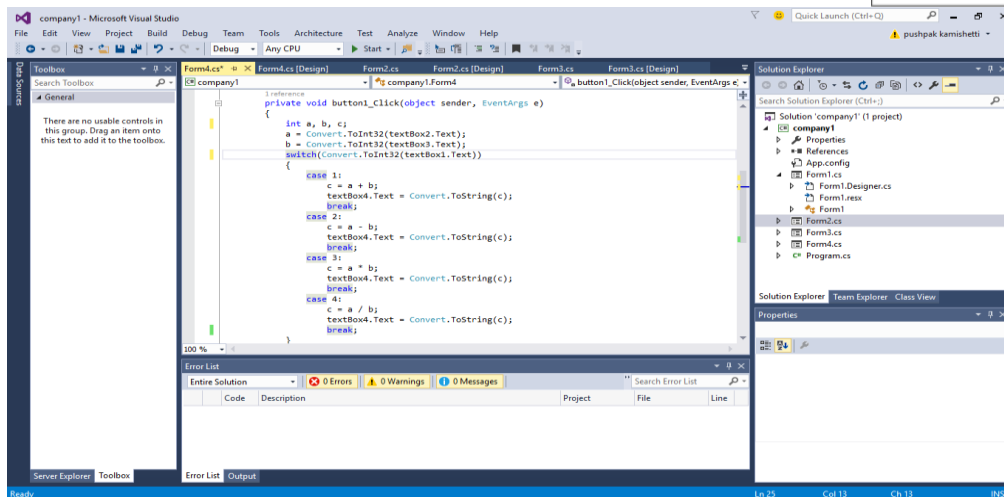 company1 - Microsoft Visual Studio
Quick Launch (Ctrl+Q)
File Edit View Project Build Debug Team Tools Architecture Test Analyze Window Help
pushpak kamishetti
Debug Any CPU Start
Data Sources
Toolbox
Search Toolbox
General
There are no usable controls in
this group. Drag an item onto
this text to add it to the toolbox.
Server Explorer Toolbox
Form4.cs* Form4.cs [Design] Form2.cs Form2.cs [Design] Form3.cs Form3.cs [Design]
company1 company1.Form4 button1_Click(object sender, EventArgs e)
1 reference
private void button1_Click(object sender, EventArgs e)
{
int a, b, c;
a = Convert.ToInt32(textBox2.Text);
b = Convert.ToInt32(textBox3.Text);
switch(Convert.ToInt32(textBox1.Text))
{
case 1:
c = a + b;
textBox4.Text = Convert.ToString(c);
break;
case 2:
c = a - b;
textBox4.Text = Convert.ToString(c);
break;
case 3:
c = a * b;
textBox4.Text = Convert.ToString(c);
break;
case 4:
c = a / b;
textBox4.Text = Convert.ToString(c);
break;
}
100 %
Error List
Entire Solution 0 Errors 0 Warnings 0 Messages Search Error List
Code Description Project File Line
Error List Output
Solution Explorer
Search Solution Explorer (Ctrl+;)
Solution 'company1' (1 project)
company1
Properties
References
App.config
Form1.cs
Form1.Designer.cs
Form1.resx
Form1
Form2.cs
Form3.cs
Form4.cs
Program.cs
Solution Explorer Team Explorer Class View
Properties
Ready Ln 25 Col 13 Ch 13 INS